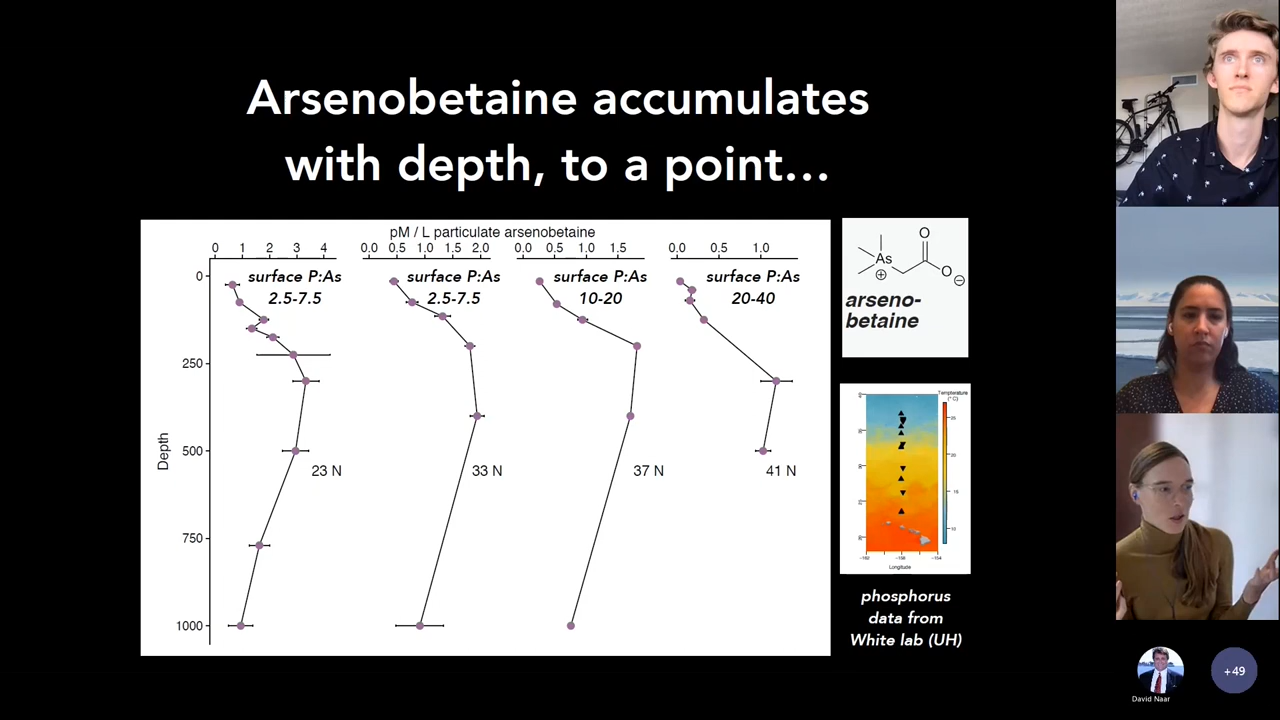 Arsenobetaine accumulates
with depth, to a point...
pM / L particulate arsenobetaine
0 1 2 3 4
0.0 0.5 1.0 1.5 2.0
0.0 0.5 1.0 1.5
0.0 0.5 1.0
surface P:As
2.5-7.5
surface P:As
2.5-7.5
surface P:As
10-20
surface P:As
20-40
0
250
500
750
1000
Depth
23 N
33 N
37 N
41 N
O
As
O
arseno-
betaine
Temperature
(°C)
Longitude
phosphorus
data from
White lab (UH)
David Naar
+49